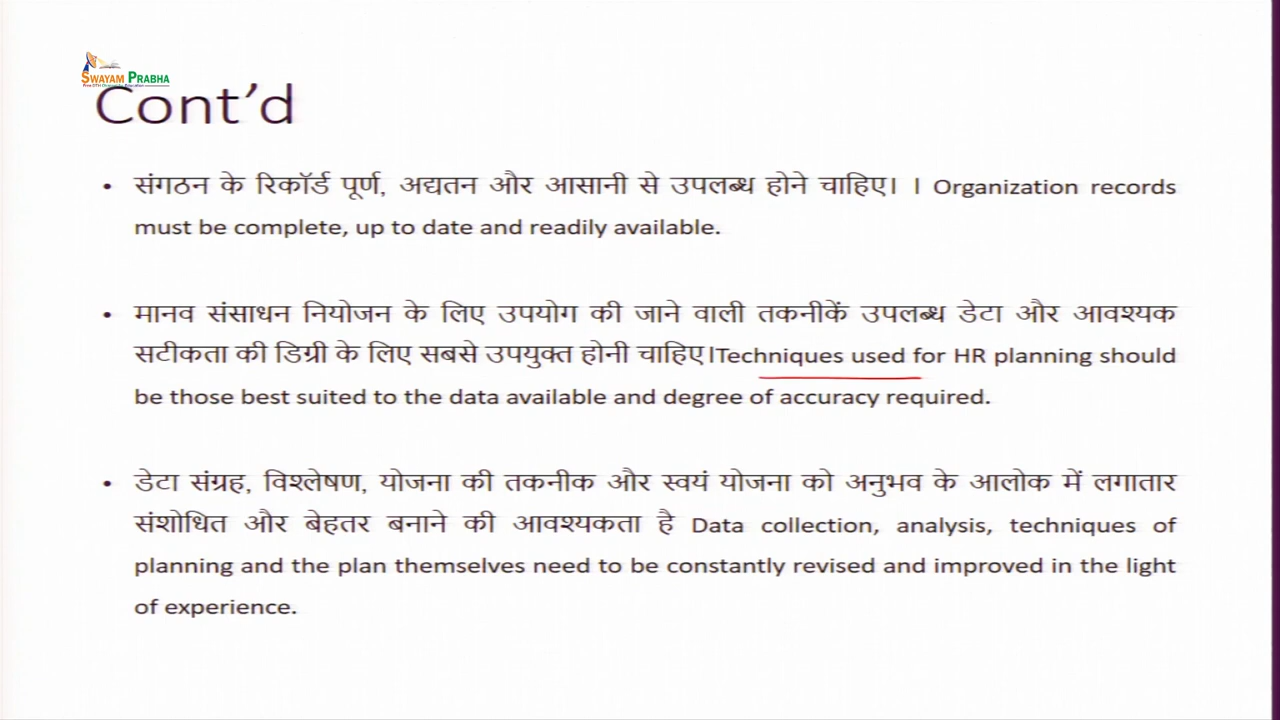 SWAYAM PRABHA
Cont'd
• संगठन के रिकॉर्ड पूर्ण, अद्यतन और आसानी से उपलब्ध होने चाहिए। । Organization records
must be complete, up to date and readily available.
• मानव संसाधन नियोजन के लिए उपयोग की जाने वाली तकनीकें उपलब्ध डेटा और आवश्यक
सटीकता की डिग्री के लिए सबसे उपयुक्त होनी चाहिए।Techniques used for HR planning should
be those best suited to the data available and degree of accuracy required.
• डेटा संग्रह, विश्लेषण, योजना की तकनीक और स्वयं योजना को अनुभव के आलोक में लगातार
संशोधित और बेहतर बनाने की आवश्यकता है Data collection, analysis, techniques of
planning and the plan themselves need to be constantly revised and improved in the light
of experience.